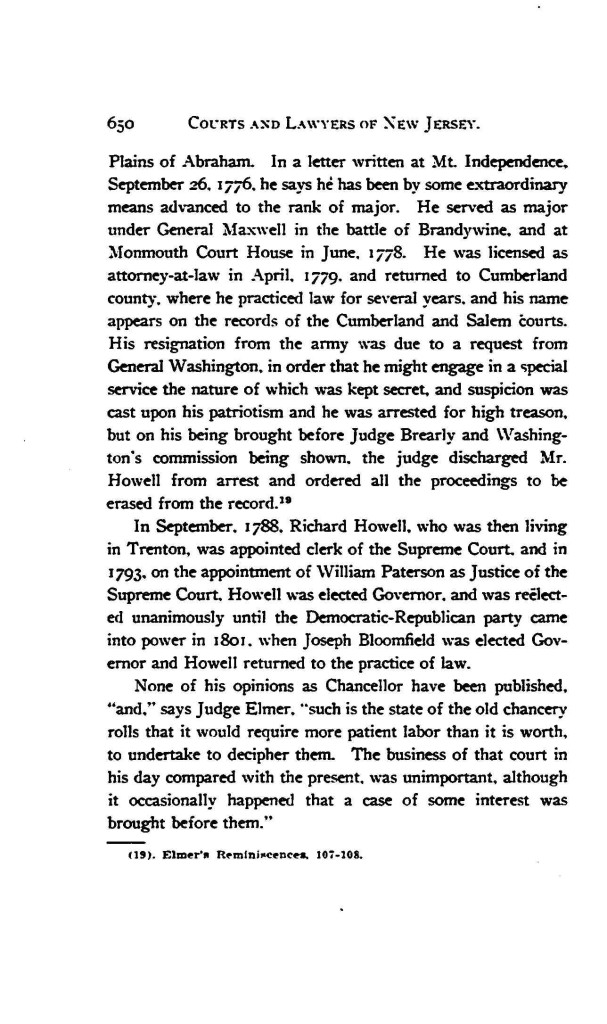 650 COURTS AND LAWYERS OF NEW JERSEY.
Plains of Abraham. In a letter written at Mt. Independence,
September 26, 1776, he says he has been by some extraordinary
means advanced to the rank of major. He served as major
under General Maxwell in the battle of Brandywine, and at
Monmouth Court House in June, 1778. He was licensed as
attorney-at-law in April, 1779, and returned to Cumberland
county, where he practiced law for several years, and his name
appears on the records of the Cumberland and Salem courts.
His resignation from the army was due to a request from
General Washington, in order that he might engage in a special
service the nature of which was kept secret, and suspicion was
cast upon his patriotism and he was arrested for high treason,
but on his being brought before Judge Brearly and Washing-
ton's commission being shown, the judge discharged Mr.
Howell from arrest and ordered all the proceedings to be
erased from the record.¹⁹
In September, 1788, Richard Howell, who was then living
in Trenton, was appointed clerk of the Supreme Court, and in
1793, on the appointment of William Paterson as Justice of the
Supreme Court, Howell was elected Governor, and was reëlect-
ed unanimously until the Democratic-Republican party came
into power in 1801, when Joseph Bloomfield was elected Gov-
ernor and Howell returned to the practice of law.
None of his opinions as Chancellor have been published,
"and," says Judge Elmer, "such is the state of the old chancery
rolls that it would require more patient labor than it is worth,
to undertake to decipher them. The business of that court in
his day compared with the present, was unimportant, although
it occasionally happened that a case of some interest was
brought before them."
(19). Elmer's Reminiscences, 107-108.